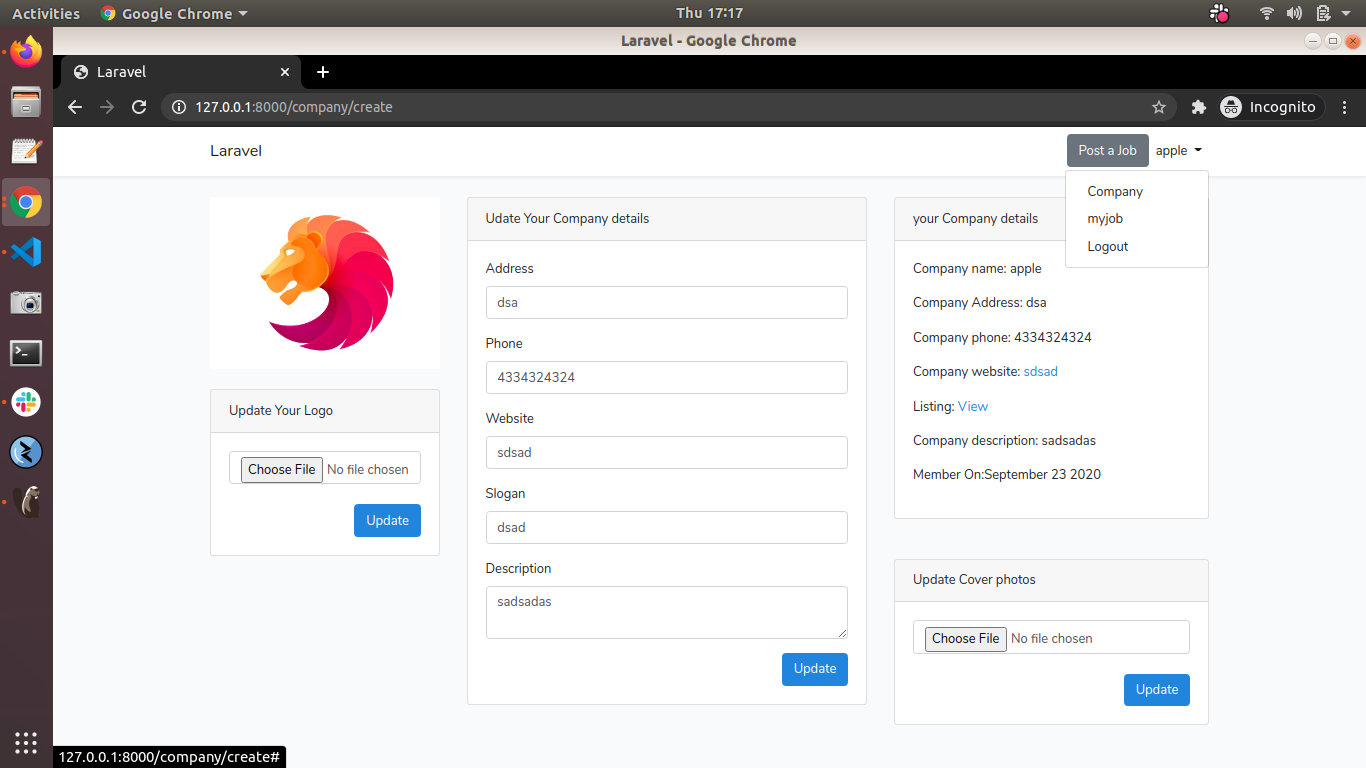 Activities Google Chrome Thu 17:17
Laravel - Google Chrome
Laravel
127.0.0.1:8000/company/create Incognito
Laravel Post a Job apple
Company
myjob
Logout
Update Your Logo
Choose File No file chosen
Update
Udate Your Company details
Address
dsa
Phone
4334324324
Website
sdsad
Slogan
dsad
Description
sadsadas
Update
your Company details
Company name: apple
Company Address: dsa
Company phone: 4334324324
Company website: sdsad
Listing: View
Company description: sadsadas
Member On:September 23 2020
Update Cover photos
Choose File No file chosen
Update
127.0.0.1:8000/company/create#